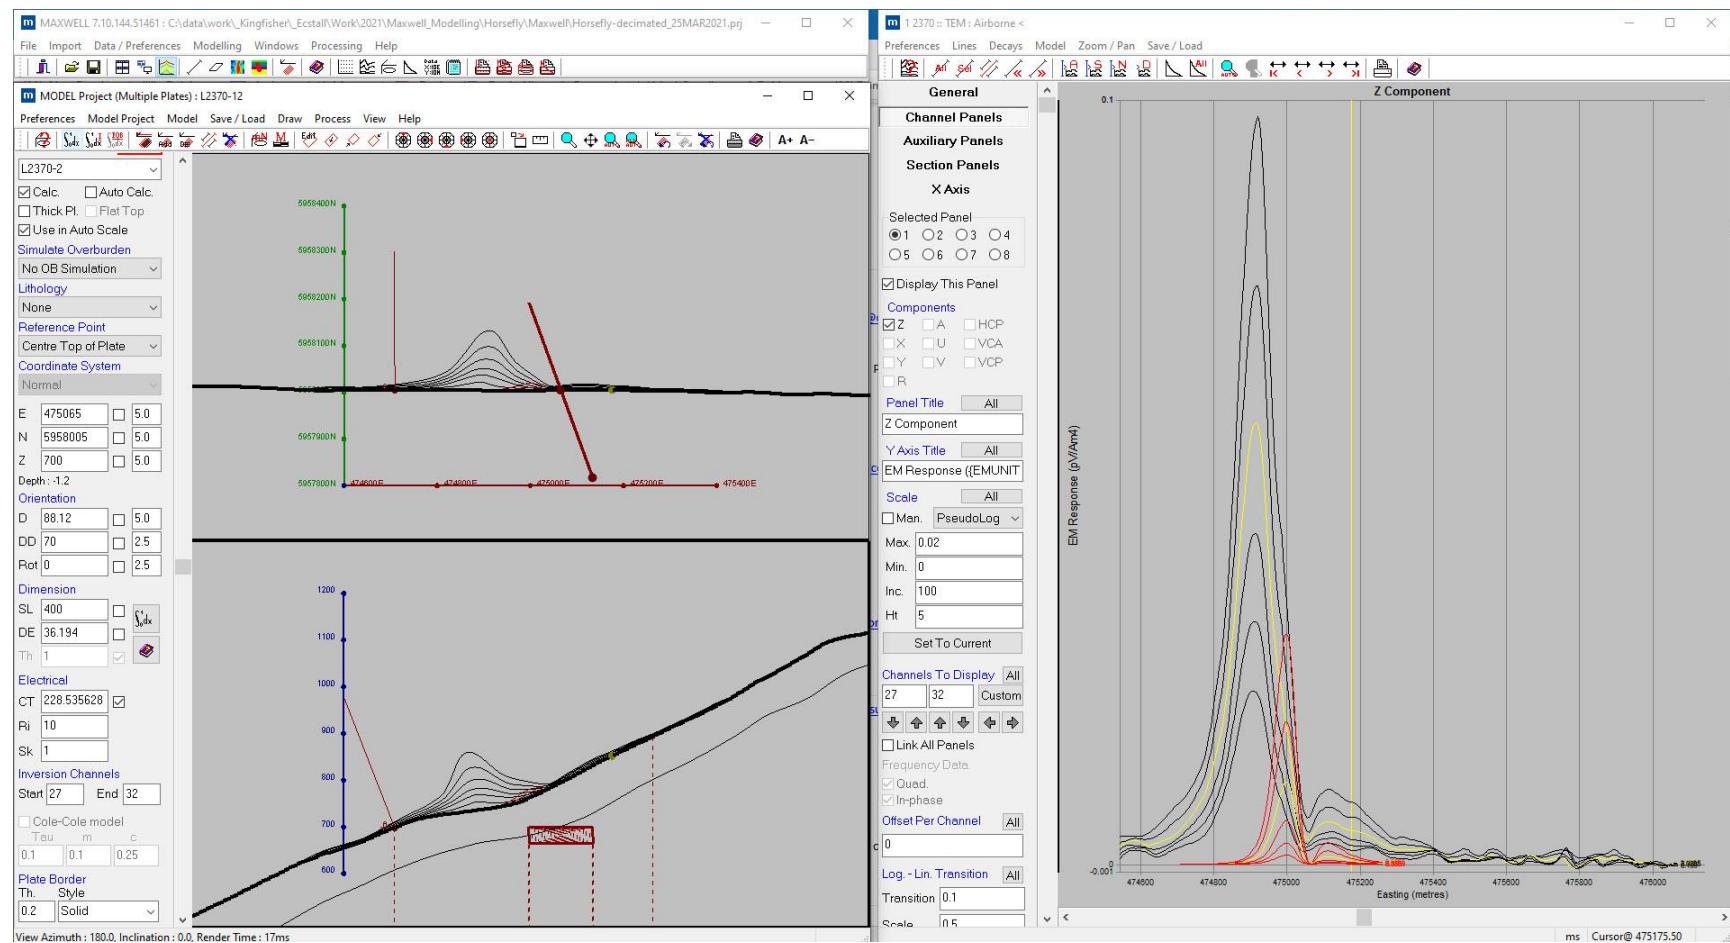 MAXWELL 7.10.144.51461 : C:\data\work\_Kingfisher\_Ecstall\Work\2021\Maxwell_Modelling\Horsefly\Maxwell\Horsefly-decimated_25MAR2021.prj
File Import Data / Preferences Modelling Windows Processing Help
MODEL Project (Multiple Plates) : L2370-12
Preferences Model Project Model Save / Load Draw Process View Help
A+ A-
L2370-2
Calc. Auto Calc.
Thick Pl. Flat Top
Use in Auto Scale
Simulate Overburden
No OB Simulation
Lithology
None
Reference Point
Centre Top of Plate
Coordinate System
Normal
E 475065 5.0
N 5958005 5.0
Z 700 5.0
Depth : -1.2
Orientation
D 88.12 5.0
DD 70 2.5
Rot 0 2.5
Dimension
SL 400
DE 36.194
Th 1
Electrical
CT 228.535628
Ri 10
Sk 1
Inversion Channels
Start 27 End 32
Cole-Cole model
Tau m c
0.1 0.1 0.25
Plate Border
Th. Style
0.2 Solid
View Azimuth : 180.0, Inclination : 0.0, Render Time : 17ms
5958400N
5958300N
5958200N
5958100N
5957900N
5957800N 474600E 474800E 475000E 475200E 475400E
1200
1100
1000
900
800
700
600
1 2370 :: TEM : Airborne <
Preferences Lines Decays Model Zoom / Pan Save / Load
General
Channel Panels
Auxiliary Panels
Section Panels
X Axis
Selected Panel
1 2 3 4
5 6 7 8
Display This Panel
Components
Z A HCP
X U VCA
Y V VCP
R
Panel Title All
Z Component
Y Axis Title All
EM Response ({EMUNIT
Scale All
Man. PseudoLog
Max. 0.02
Min. 0
Inc. 100
Ht 5
Set To Current
Channels To Display All
27 32 Custom
Link All Panels
Frequency Data
Quad.
In-phase
Offset Per Channel All
0
Log. - Lin. Transition All
Transition 0.1
Scale 0.5
Z Component
0.1
EM Response (pV/Am4)
0
-0.001
474600 474800 475000 475200 475400 475600 475800 476000
Easting (metres)
ms Cursor@ 475175.50